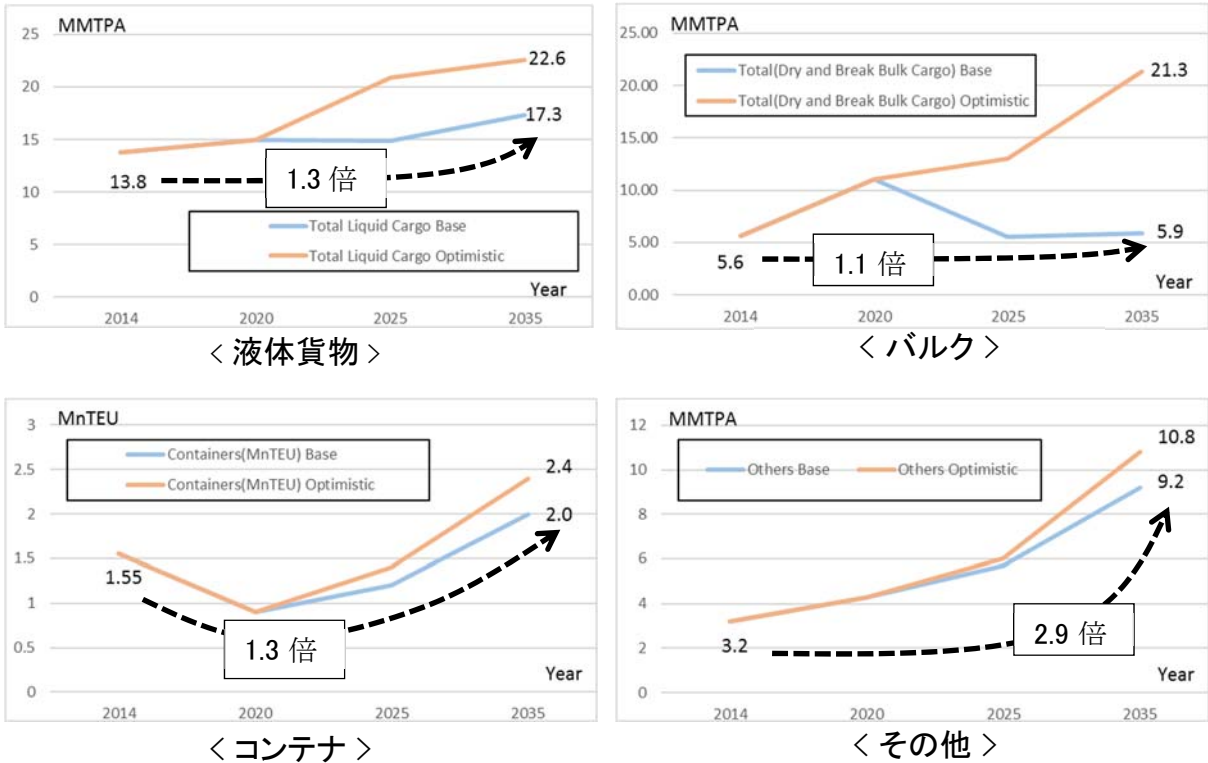 MMTPA
25
20
15
10
5
0
22.6
17.3
13.8
1.3 倍
Total Liquid Cargo Base
Total Liquid Cargo Optimistic
Year
2014 2020 2025 2035
< 液体貨物 >
MMTPA
25.00
20.00
15.00
10.00
5.00
0.00
Total(Dry and Break Bulk Cargo) Base
Total(Dry and Break Bulk Cargo) Optimistic
21.3
5.9
5.6
1.1 倍
Year
2014 2020 2025 2035
< バルク >
MnTEU
3
2.5
2
1.5
1
0.5
0
Containers(MnTEU) Base
Containers(MnTEU) Optimistic
2.4
2.0
1.55
1.3 倍
Year
2014 2020 2025 2035
< コンテナ >
MMTPA
12
10
8
6
4
2
0
Others Base Others Optimistic
10.8
9.2
3.2
2.9 倍
Year
2014 2020 2025 2035
< その他 >